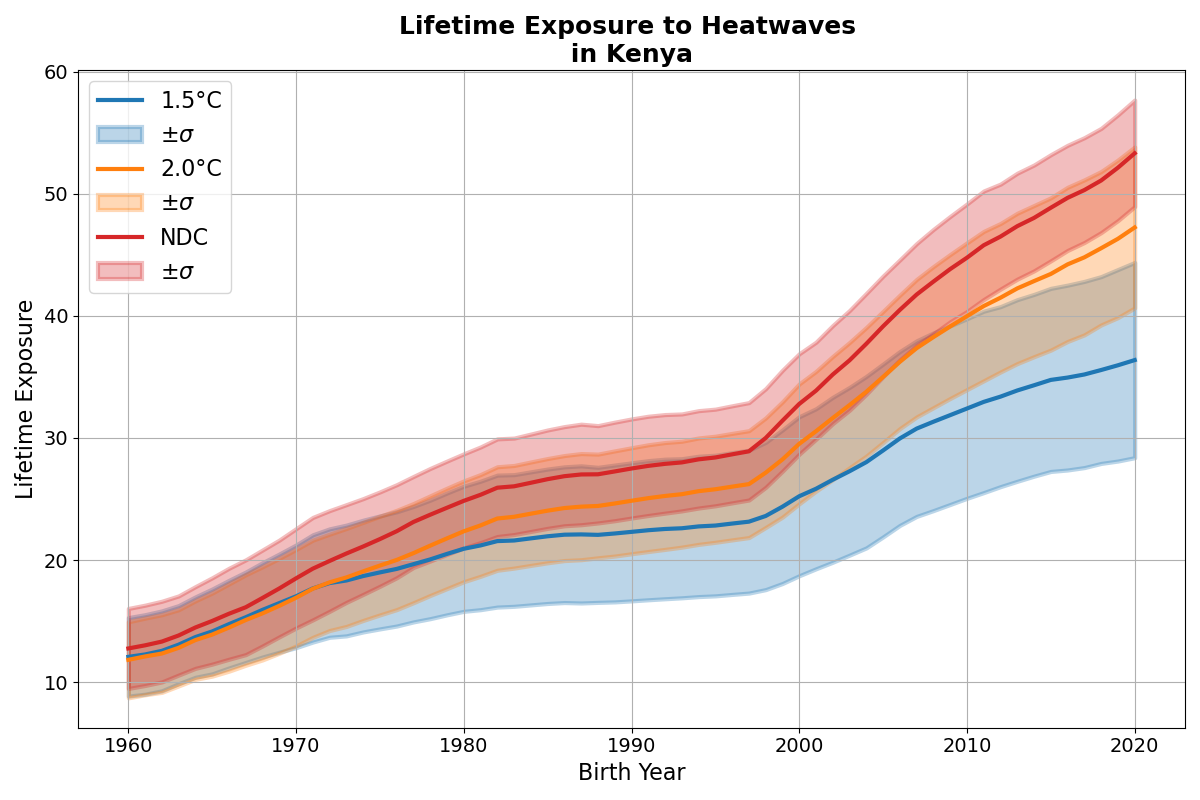 Lifetime Exposure to Heatwaves
in Kenya
60
50
40
30
20
10
Lifetime Exposure
1.5°C
±σ
2.0°C
±σ
NDC
±σ
1960
1970
1980
1990
2000
2010
2020
Birth Year